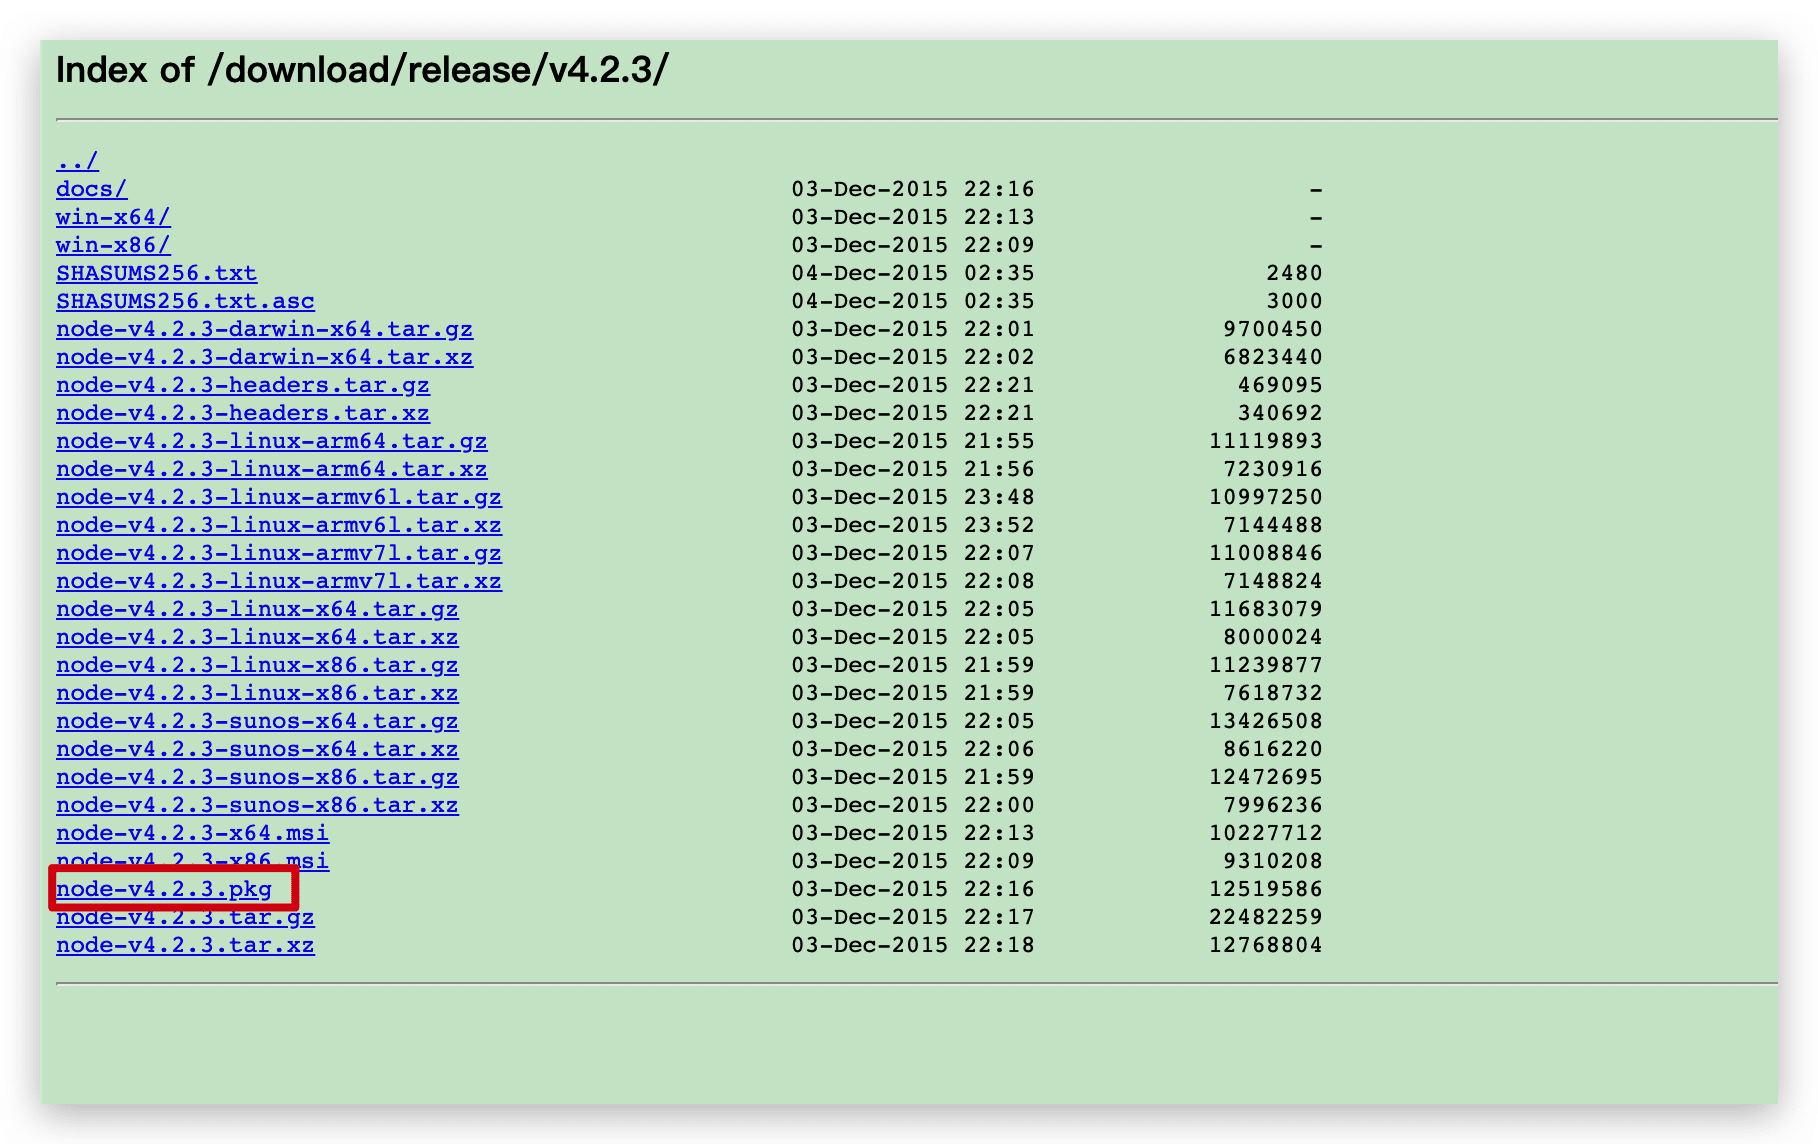 Index of /download/release/v4.2.3/
../
docs/ 03-Dec-2015 22:16 -
win-x64/ 03-Dec-2015 22:13 -
win-x86/ 03-Dec-2015 22:09 -
SHASUMS256.txt 04-Dec-2015 02:35 2480
SHASUMS256.txt.asc 04-Dec-2015 02:35 3000
node-v4.2.3-darwin-x64.tar.gz 03-Dec-2015 22:01 9700450
node-v4.2.3-darwin-x64.tar.xz 03-Dec-2015 22:02 6823440
node-v4.2.3-headers.tar.gz 03-Dec-2015 22:21 469095
node-v4.2.3-headers.tar.xz 03-Dec-2015 22:21 340692
node-v4.2.3-linux-arm64.tar.gz 03-Dec-2015 21:55 11119893
node-v4.2.3-linux-arm64.tar.xz 03-Dec-2015 21:56 7230916
node-v4.2.3-linux-armv6l.tar.gz 03-Dec-2015 23:48 10997250
node-v4.2.3-linux-armv6l.tar.xz 03-Dec-2015 23:52 7144488
node-v4.2.3-linux-armv7l.tar.gz 03-Dec-2015 22:07 11008846
node-v4.2.3-linux-armv7l.tar.xz 03-Dec-2015 22:08 7148824
node-v4.2.3-linux-x64.tar.gz 03-Dec-2015 22:05 11683079
node-v4.2.3-linux-x64.tar.xz 03-Dec-2015 22:05 8000024
node-v4.2.3-linux-x86.tar.gz 03-Dec-2015 21:59 11239877
node-v4.2.3-linux-x86.tar.xz 03-Dec-2015 21:59 7618732
node-v4.2.3-sunos-x64.tar.gz 03-Dec-2015 22:05 13426508
node-v4.2.3-sunos-x64.tar.xz 03-Dec-2015 22:06 8616220
node-v4.2.3-sunos-x86.tar.gz 03-Dec-2015 21:59 12472695
node-v4.2.3-sunos-x86.tar.xz 03-Dec-2015 22:00 7996236
node-v4.2.3-x64.msi 03-Dec-2015 22:13 10227712
node-v4.2.3-x86.msi 03-Dec-2015 22:09 9310208
node-v4.2.3.pkg 03-Dec-2015 22:16 12519586
node-v4.2.3.tar.gz 03-Dec-2015 22:17 22482259
node-v4.2.3.tar.xz 03-Dec-2015 22:18 12768804